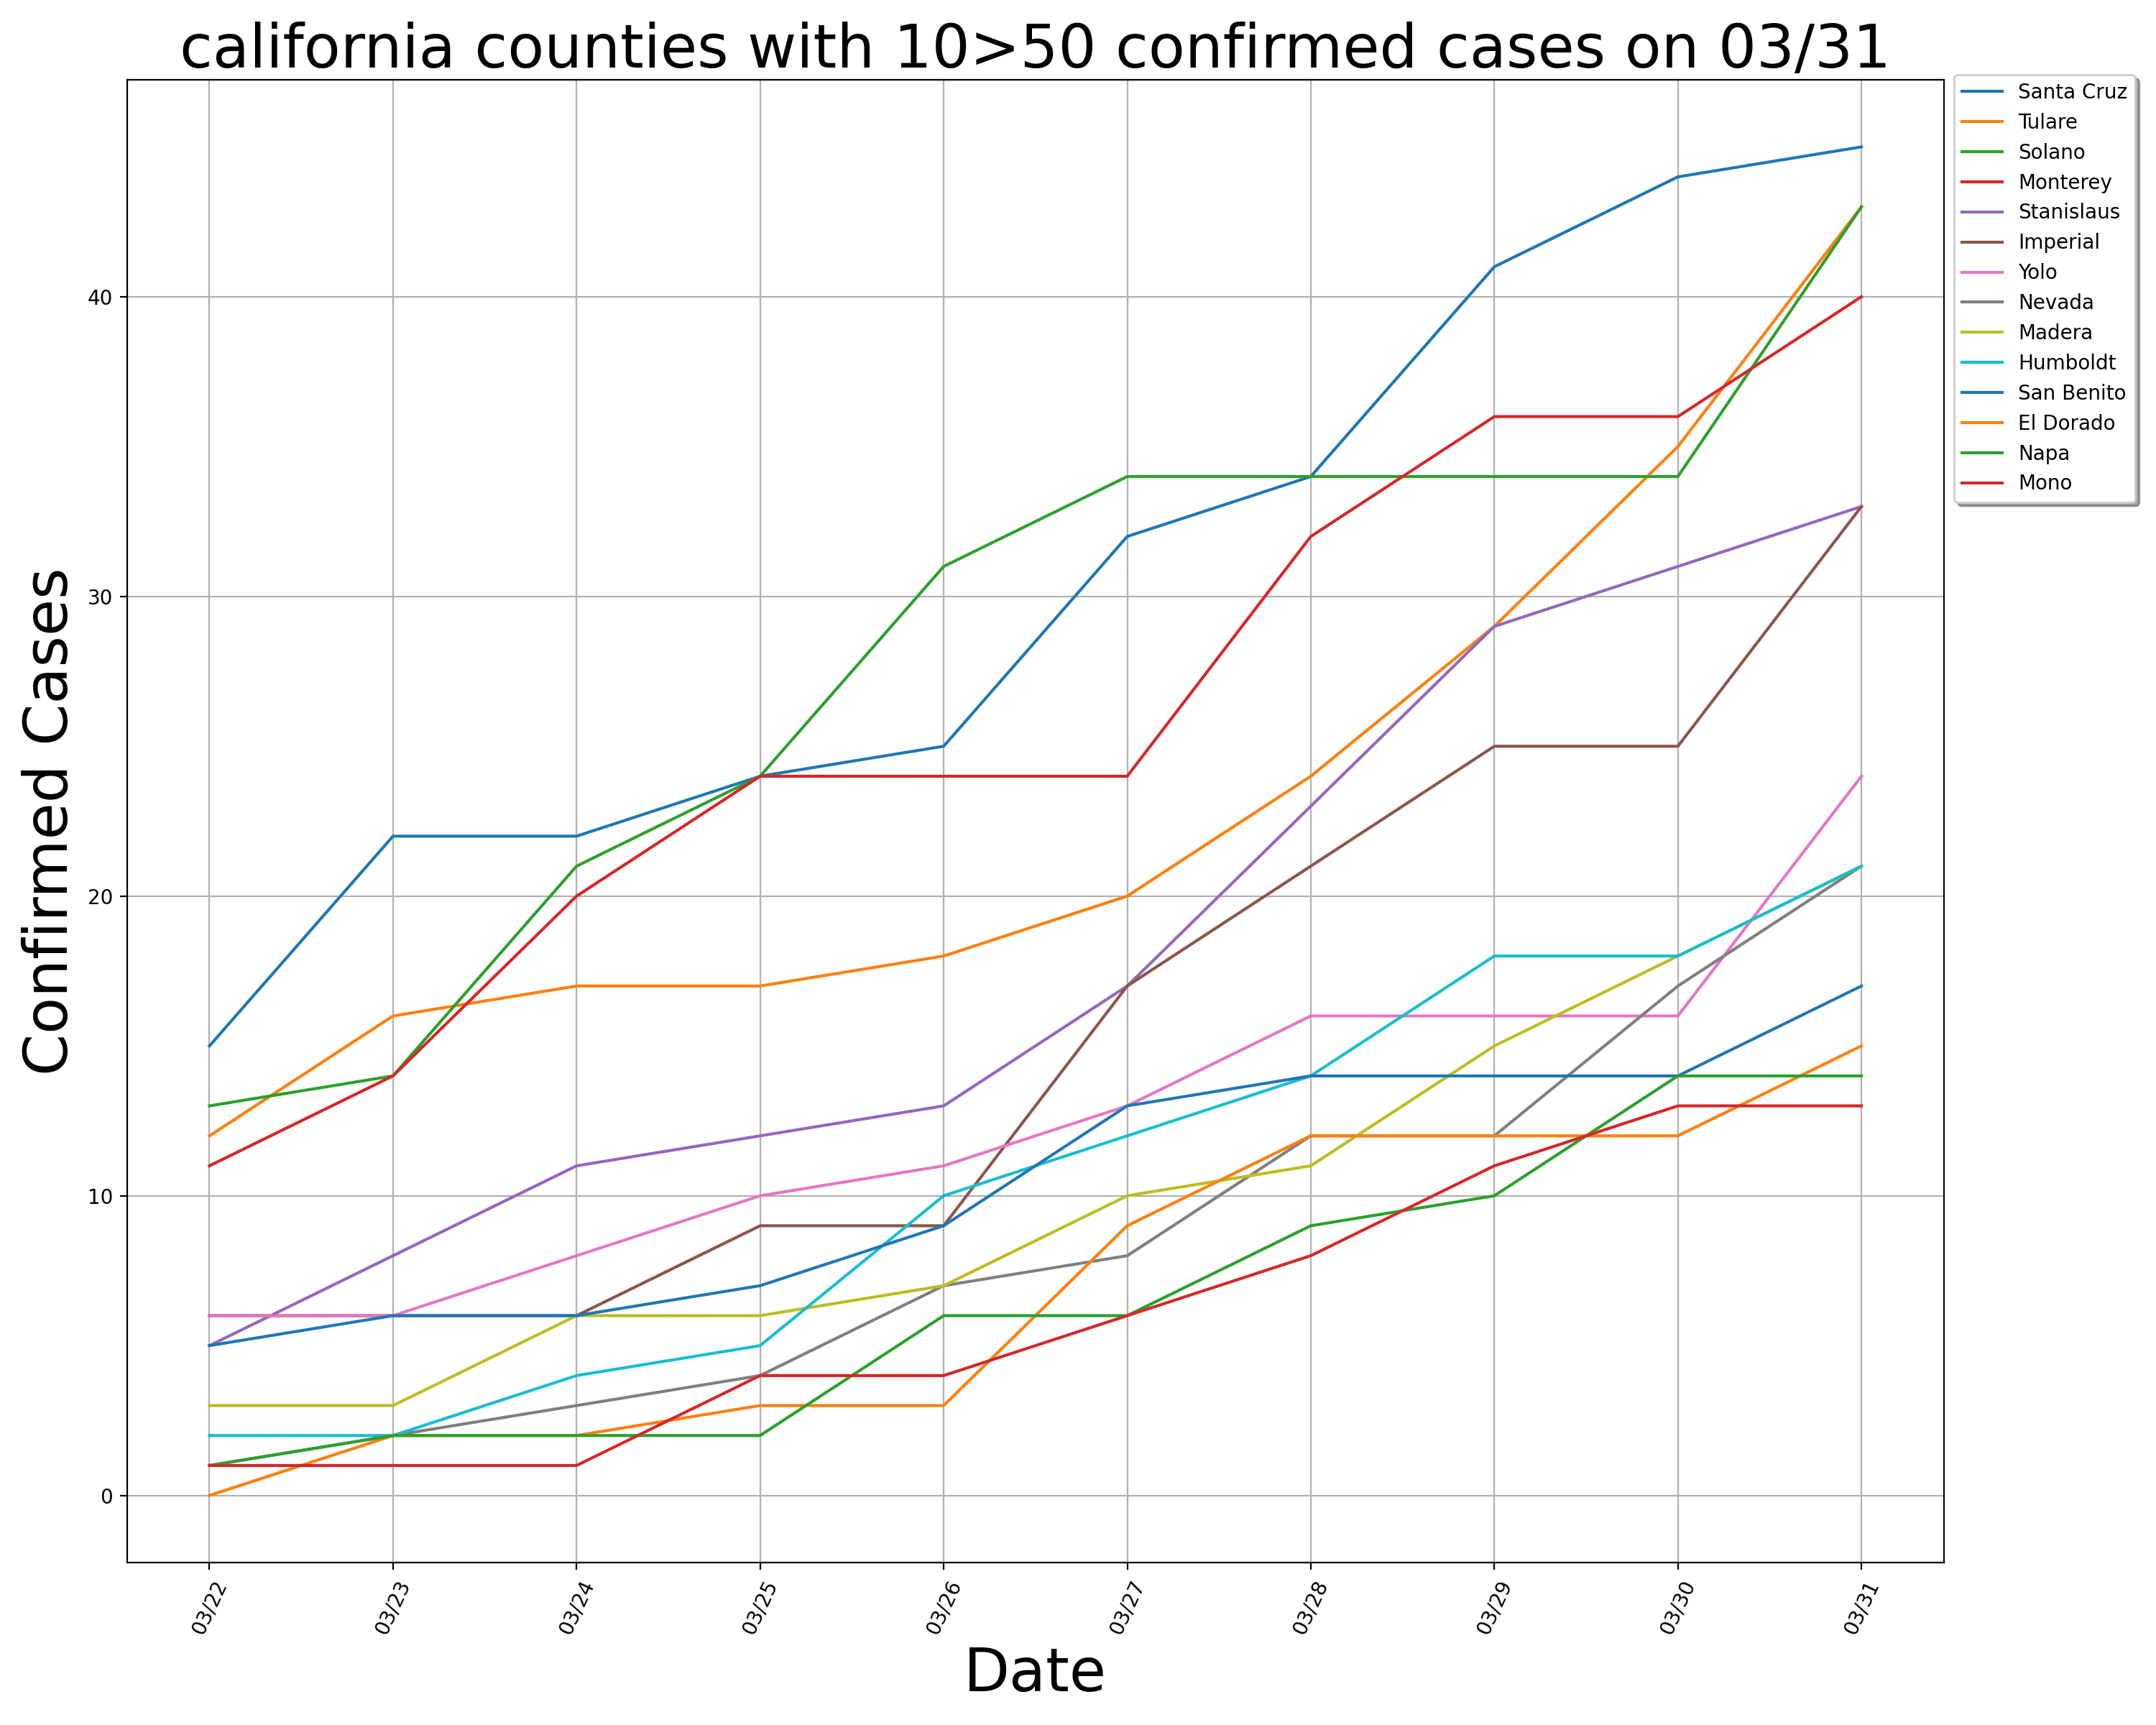 california counties with 10>50 confirmed cases on 03/31
Santa Cruz
Tulare
Solano
Monterey
Stanislaus
Imperial
Yolo
Nevada
Madera
Humboldt
San Benito
El Dorado
Napa
Mono
Confirmed Cases
40
30
20
10
0
03/22
03/23
03/24
03/25
03/26
03/27
03/28
03/29
03/30
03/31
Date